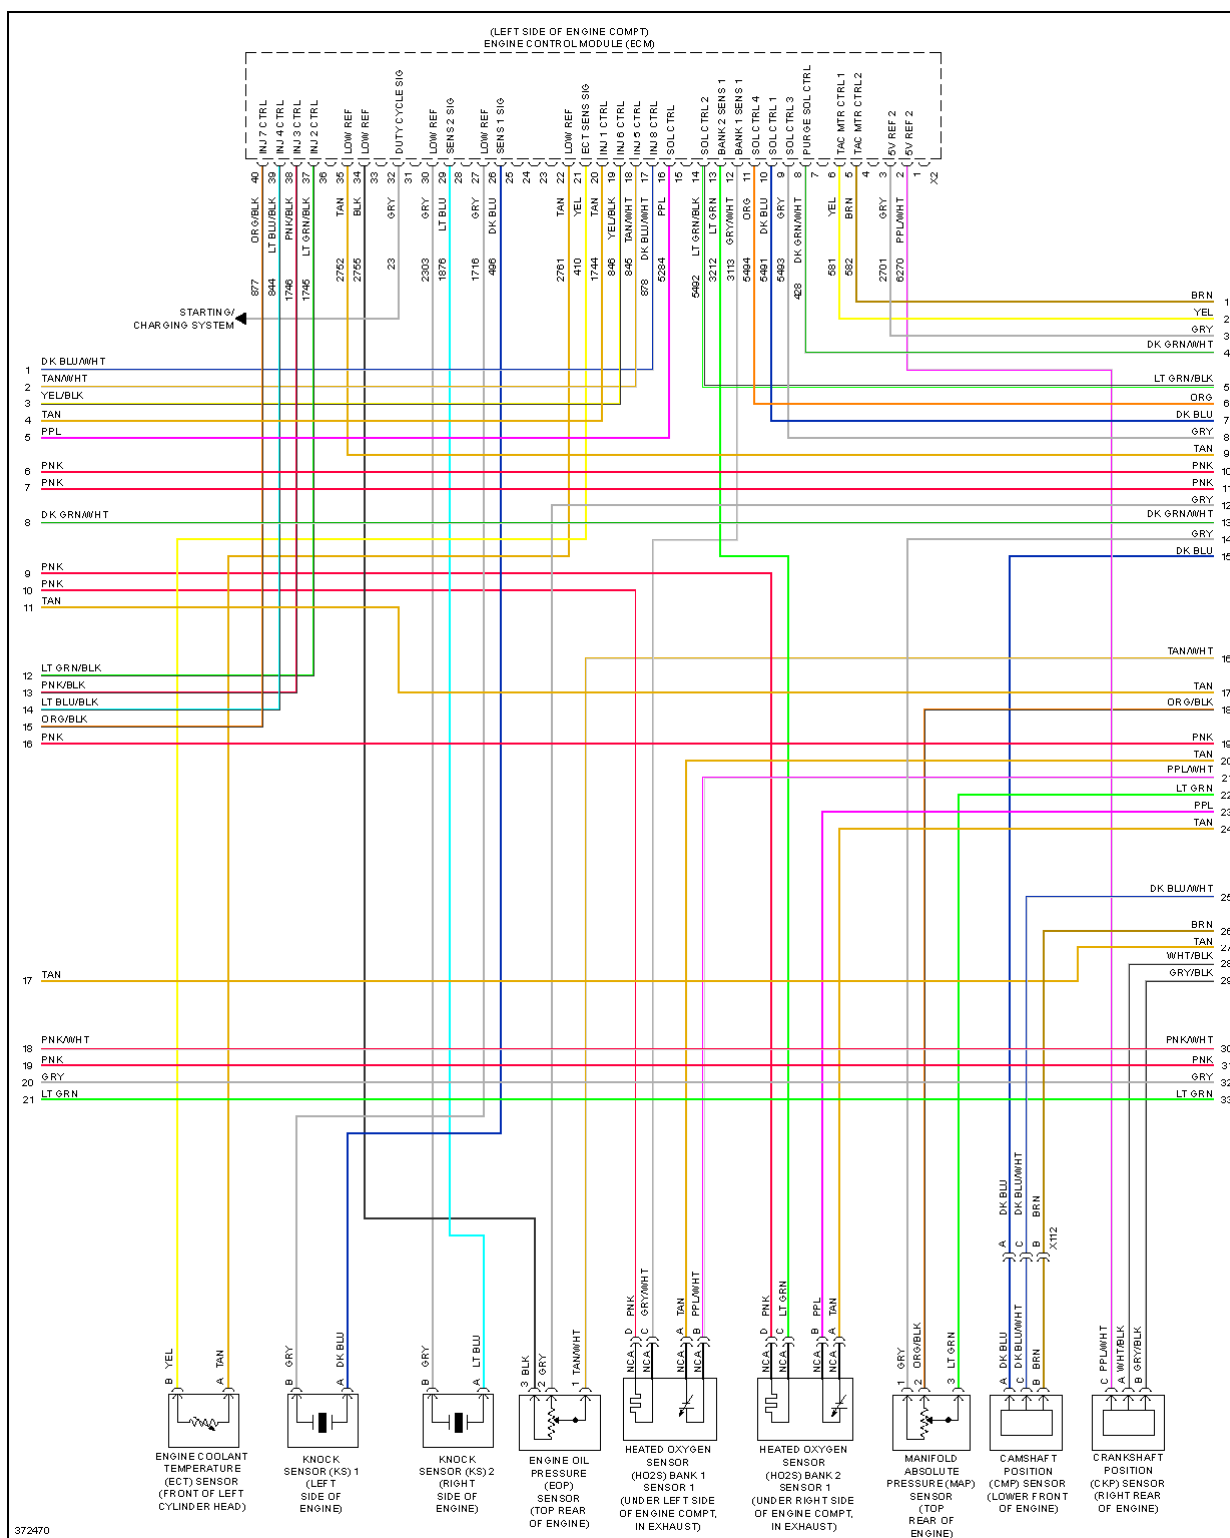 (LEFT SIDE OF ENGINE COMPT)
ENGINE CONTROL MODULE (ECM)
INJ 7 CTRL
INJ 4 CTRL
INJ 3 CTRL
INJ 2 CTRL
LOW REF
LOW REF
DUTY CYCLE SIG
LOW REF
SENS 2 SIG
LOW REF
SENS 1 SIG
LOW REF
ECT SENS SIG
INJ 1 CTRL
INJ 6 CTRL
INJ 5 CTRL
INJ 8 CTRL
SOL CTRL
SOL CTRL 2
BANK 2 SENS 1
BANK 1 SENS 1
SOL CTRL 4
SOL CTRL 1
SOL CTRL 3
PURGE SOL CTRL
TAC MTR CTRL 1
TAC MTR CTRL 2
5V REF 2
5V REF 2
40 39 38 37 36 35 34 33 32 31 30 29 28 27 26 25 24 23 22 21 20 19 18 17 16 15 14 13 12 11 10 9 8 7 6 5 4 3 2 1 X2
ORG/BLK
LT BLU/BLK
PNK/BLK
LT GRN/BLK
TAN
BLK
GRY
GRY
LT BLU
GRY
DK BLU
TAN
YEL
TAN
YEL/BLK
TAN/WHT
DK BLU/WHT
PPL
LT GRN/BLK
LT GRN
GRY/WHT
ORG
DK BLU
GRY
DK GRN/WHT
YEL
BRN
GRY
PPL/WHT
877
844
1746
1745
2752
2755
23
2303
1876
1716
496
2761
410
1744
846
845
878
5284
5492
3212
3113
5494
5491
5493
428
581
582
2701
6270
STARTING/
CHARGING SYSTEM
BRN 1
YEL 2
GRY 3
DK GRN/WHT 4
1 DK BLU/WHT
2 TAN/WHT
LT GRN/BLK 5
3 YEL/BLK
ORG 6
4 TAN
DK BLU 7
5 PPL
GRY 8
TAN 9
6 PNK
PNK 10
7 PNK
PNK 11
GRY 12
8 DK GRN/WHT
DK GRN/WHT 13
GRY 14
DK BLU 15
9 PNK
10 PNK
11 TAN
TAN/WHT 16
12 LT GRN/BLK
13 PNK/BLK
TAN 17
14 LT BLU/BLK
ORG/BLK 18
15 ORG/BLK
16 PNK
PNK 19
TAN 20
PPL/WHT 21
LT GRN 22
PPL 23
TAN 24
DK BLU/WHT 25
BRN 26
TAN 27
WHT/BLK 28
17 TAN
GRY/BLK 29
18 PNK/WHT
PNK/WHT 30
19 PNK
PNK 31
20 GRY
GRY 32
21 LT GRN
LT GRN 33
A DK BLU
C DK BLU/WHT
B BRN
X112
B YEL
A TAN
B GRY
A DK BLU
B GRY
A LT BLU
3 BLK
2 GRY
1 TAN/WHT
NCA D PNK
NCA C GRY/WHT
NCA A TAN
NCA B PPL/WHT
NCA D PNK
NCA C LT GRN
NCA B PPL
NCA A TAN
1 GRY
2 ORG/BLK
3 LT GRN
A DK BLU
C DK BLU/WHT
B BRN
C PPL/WHT
A WHT/BLK
B GRY/BLK
ENGINE COOLANT
TEMPERATURE
(ECT) SENSOR
(FRONT OF LEFT
CYLINDER HEAD)
KNOCK
SENSOR (KS) 1
(LEFT
SIDE OF
ENGINE)
KNOCK
SENSOR (KS) 2
(RIGHT
SIDE OF
ENGINE)
ENGINE OIL
PRESSURE
(EOP)
SENSOR
(TOP REAR
OF ENGINE)
HEATED OXYGEN
SENSOR
(HO2S) BANK 1
SENSOR 1
(UNDER LEFT SIDE
OF ENGINE COMPT,
IN EXHAUST)
HEATED OXYGEN
SENSOR
(HO2S) BANK 2
SENSOR 1
(UNDER RIGHT SIDE
OF ENGINE COMPT,
IN EXHAUST)
MANIFOLD
ABSOLUTE
PRESSURE (MAP)
SENSOR
(TOP
REAR OF
ENGINE)
CAMSHAFT
POSITION
(CMP) SENSOR
(LOWER FRONT
OF ENGINE)
CRANKSHAFT
POSITION
(CKP) SENSOR
(RIGHT REAR
OF ENGINE)
372470